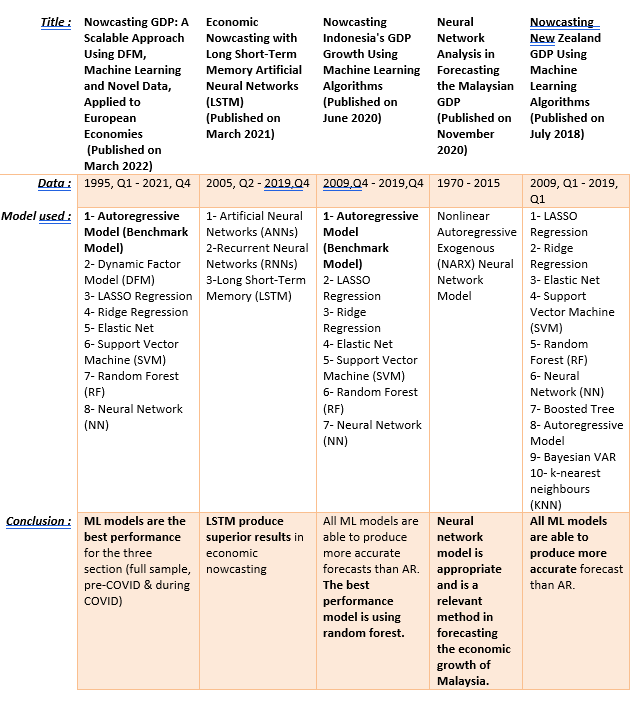 Title :
Nowcasting GDP: A
Scalable Approach
Using DFM,
Machine Learning
and Novel Data,
Applied to
European
Economies
(Published on
March 2022)
Economic
Nowcasting with
Long Short-Term
Memory Artificial
Neural Networks
(LSTM)
(Published on
March 2021)
Nowcasting
Indonesia's GDP
Growth Using
Machine Learning
Algorithms
(Published on
June 2020)
Neural
Network
Analysis in
Forecasting
the Malaysian
GDP
(Published on
November
2020)
Nowcasting
New Zealand
GDP Using
Machine
Learning
Algorithms
(Published on
July 2018)
Data :
1995, Q1 - 2021, Q4
2005, Q2 - 2019,Q4
2009,Q4 - 2019,Q4
1970 - 2015
2009, Q1 - 2019,
Q1
Model used :
1- Autoregressive
Model (Benchmark
Model)
2- Dynamic Factor
Model (DFM)
3- LASSO Regression
4- Ridge Regression
5- Elastic Net
6- Support Vector
Machine (SVM)
7- Random Forest
(RF)
8- Neural Network
(NN)
1- Artificial Neural
Networks (ANNs)
2-Recurrent Neural
Networks (RNNs)
3-Long Short-Term
Memory (LSTM)
1- Autoregressive
Model
(Benchmark
Model)
2- LASSO
Regression
3- Ridge
Regression
4- Elastic Net
5- Support Vector
Machine (SVM)
6- Random Forest
(RF)
7- Neural Network
(NN)
Nonlinear
Autoregressive
Exogenous
(NARX) Neural
Network
Model
1- LASSO
Regression
2- Ridge
Regression
3- Elastic Net
4- Support
Vector Machine
(SVM)
5- Random
Forest (RF)
6- Neural
Network (NN)
7- Boosted Tree
8- Autoregressive
Model
9- Bayesian VAR
10- k-nearest
neighbours
(KNN)
Conclusion :
ML models are the
best performance
for the three
section (full sample,
pre-COVID & during
COVID)
LSTM produce
superior results in
economic
nowcasting
All ML models are
able to produce
more accurate
forecasts than AR.
The best
performance
model is using
random forest.
Neural
network
model is
appropriate
and is a
relevant
method in
forecasting
the economic
growth of
Malaysia.
All ML models
are able to
produce more
accurate forecast
than AR.